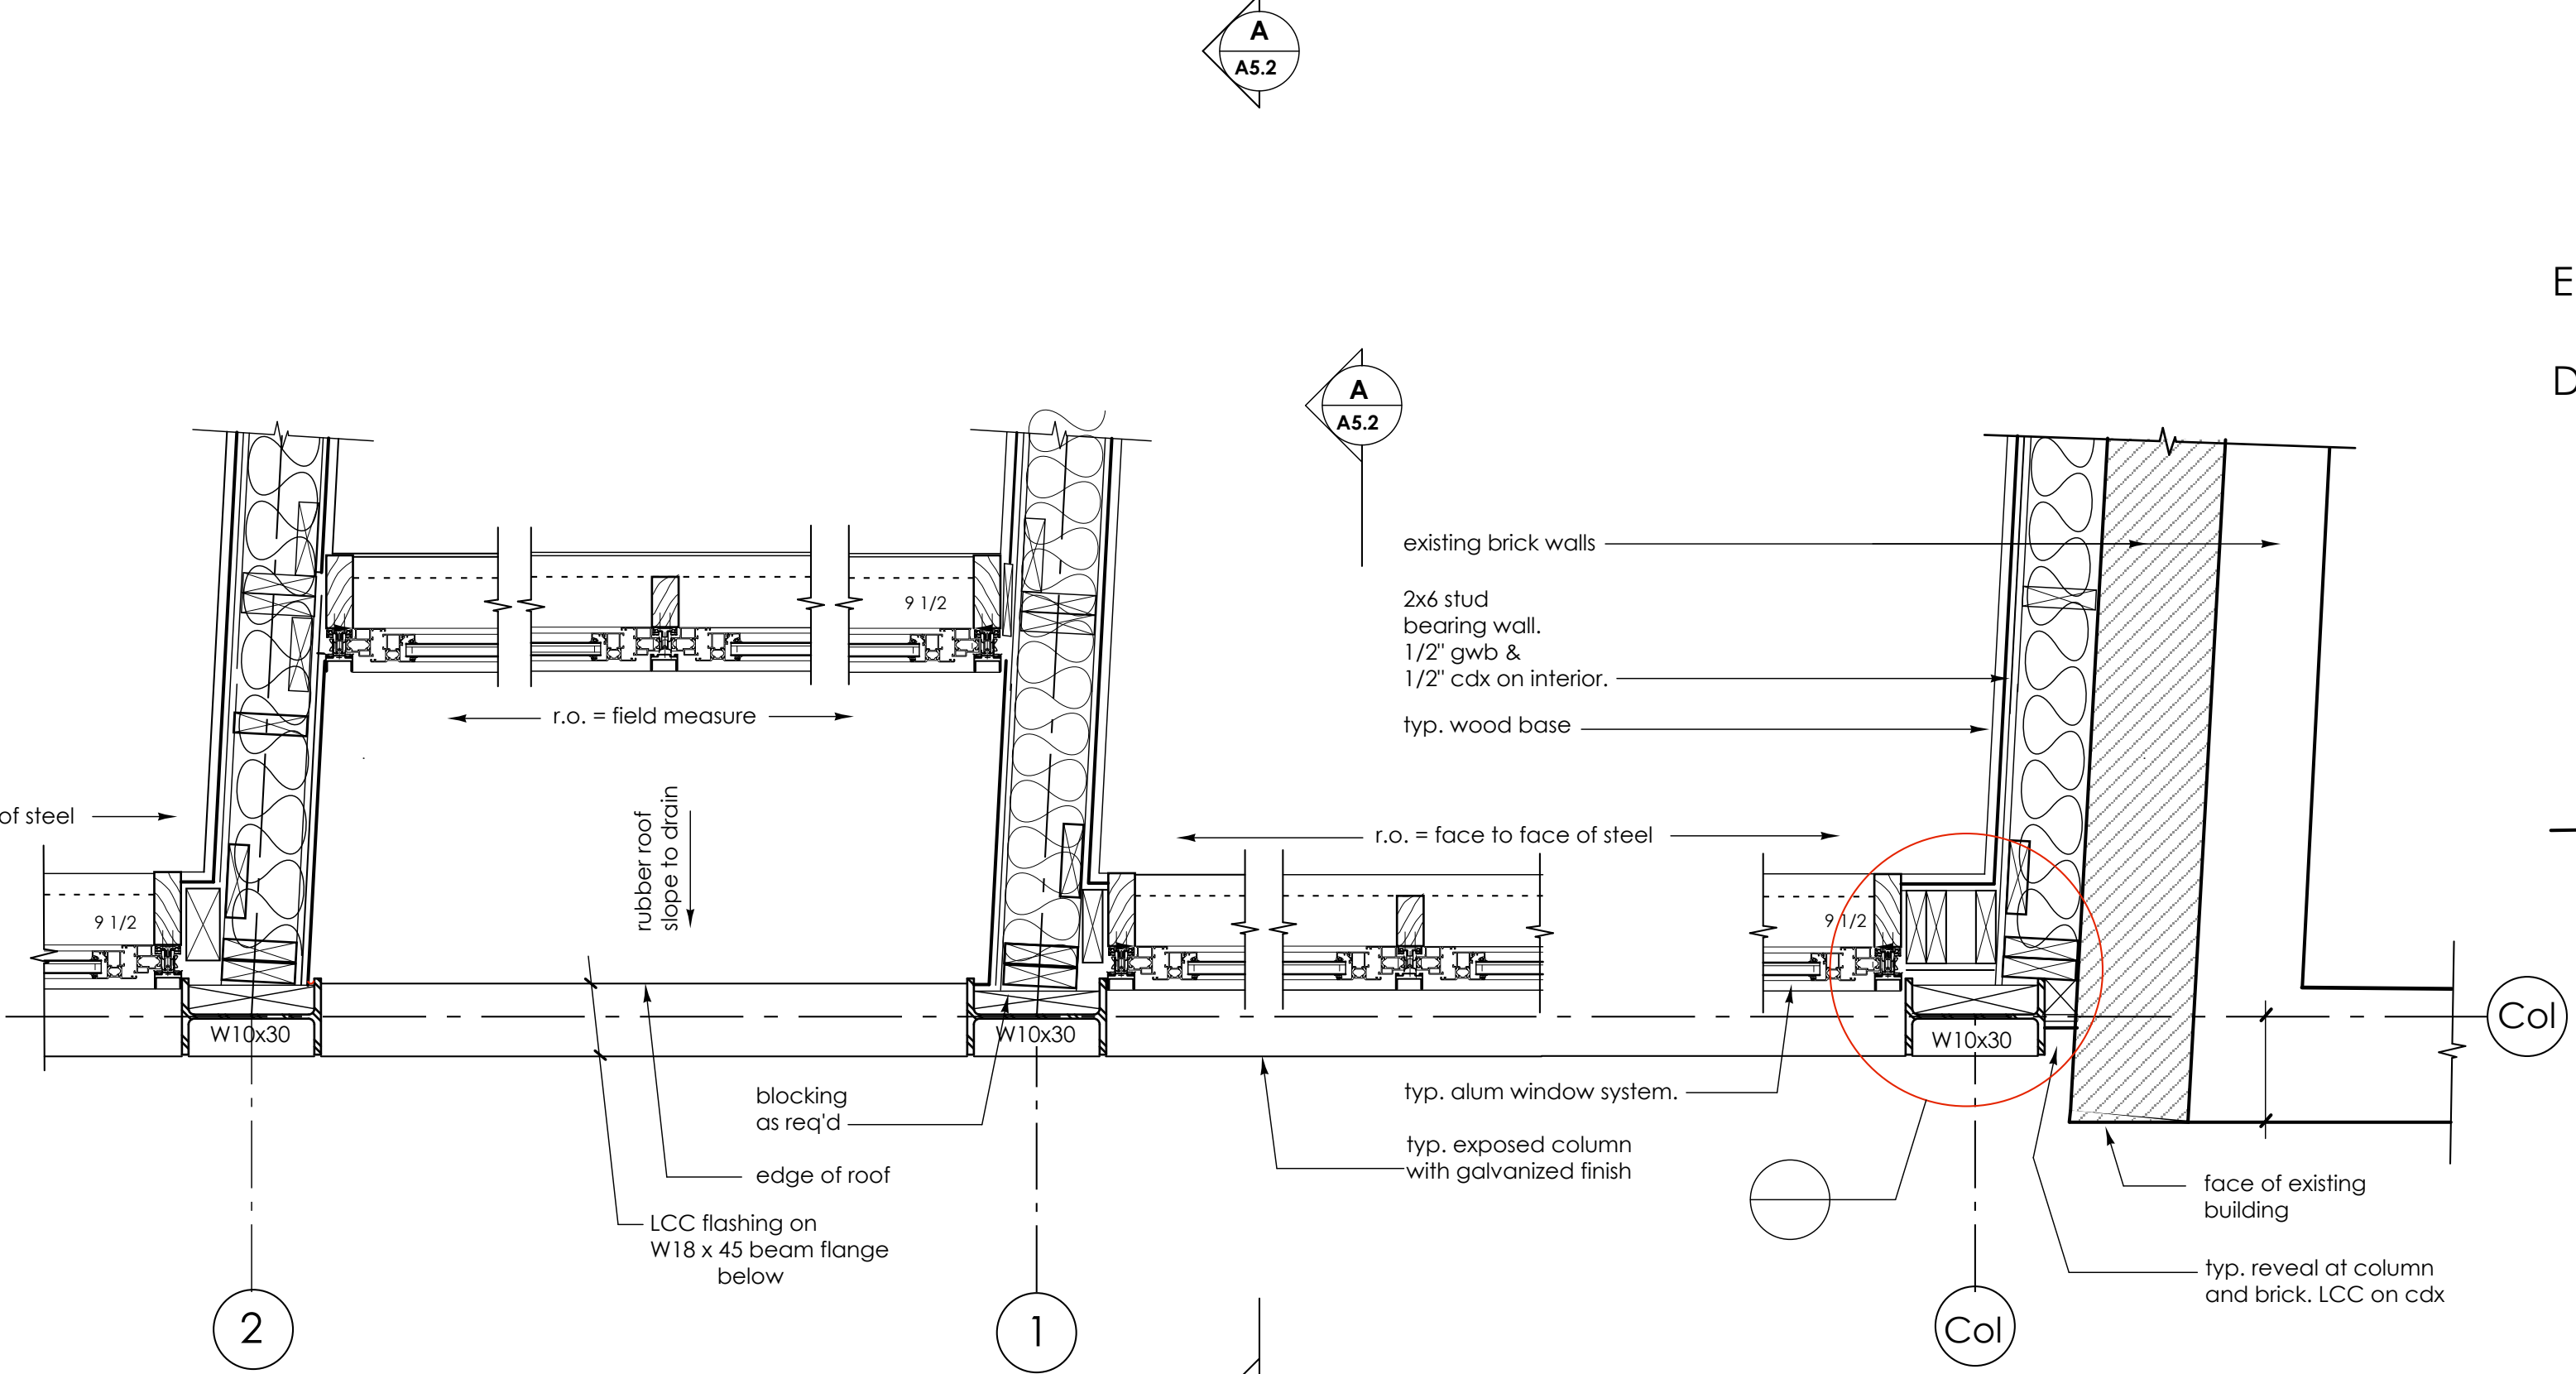 A
A5.2
E
D
A
A5.2
existing brick walls
2x6 stud
bearing wall.
1/2" gwb &
1/2" cdx on interior.
typ. wood base
9 1/2
r.o. = field measure
of steel
rubber roof
slope to drain
r.o. = face to face of steel
9 1/2
9 1/2
W10x30
W10x30
W10x30
Col
blocking
as req'd
edge of roof
LCC flashing on
W18 x 45 beam flange
below
typ. alum window system.
typ. exposed column
with galvanized finish
face of existing
building
typ. reveal at column
and brick. LCC on cdx
2
1
Col